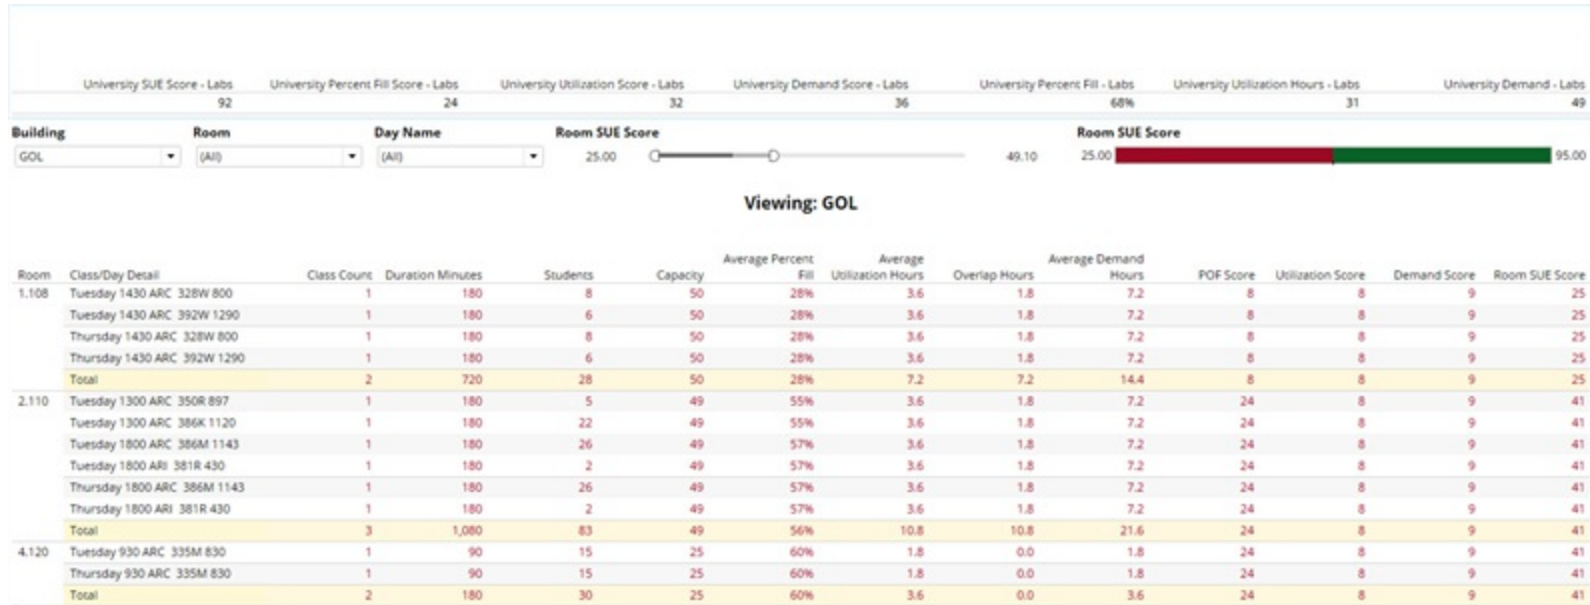 University SUE Score - Labs University Percent Fill Score - Labs University Utilization Score - Labs University Demand Score - Labs University Percent Fill - Labs University Utilization Hours - Labs University Demand - Labs
92 24 32 36 68% 31 49
Building Room Day Name Room SUE Score Room SUE Score
GOL (All) (All) 25.00 49.10 25.00 95.00
Viewing: GOL
Average Percent Average Average Demand
Room Class/Day Detail Class Count Duration Minutes Students Capacity Fill Utilization Hours Overlap Hours Hours POF Score Utilization Score Demand Score Room SUE Score
1.108 Tuesday 1430 ARC 328W 800 1 180 8 50 28% 3.6 1.8 7.2 8 8 9 25
Tuesday 1430 ARC 392W 1290 1 180 6 50 28% 3.6 1.8 7.2 8 8 9 25
Thursday 1430 ARC 328W 800 1 180 8 50 28% 3.6 1.8 7.2 8 8 9 25
Thursday 1430 ARC 392W 1290 1 180 6 50 28% 3.6 1.8 7.2 8 8 9 25
Total 2 720 28 50 28% 7.2 7.2 14.4 8 8 9 25
2.110 Tuesday 1300 ARC 350R 897 1 180 5 49 55% 3.6 1.8 7.2 24 8 9 41
Tuesday 1300 ARC 386K 1120 1 180 22 49 55% 3.6 1.8 7.2 24 8 9 41
Tuesday 1800 ARC 386M 1143 1 180 26 49 57% 3.6 1.8 7.2 24 8 9 41
Tuesday 1800 ARI 381R 430 1 180 2 49 57% 3.6 1.8 7.2 24 8 9 41
Thursday 1800 ARC 386M 1143 1 180 26 49 57% 3.6 1.8 7.2 24 8 9 41
Thursday 1800 ARI 381R 430 1 180 2 49 57% 3.6 1.8 7.2 24 8 9 41
Total 3 1,080 83 49 56% 10.8 10.8 21.6 24 8 9 41
4.120 Tuesday 930 ARC 335M 830 1 90 15 25 60% 1.8 0.0 1.8 24 8 9 41
Thursday 930 ARC 335M 830 1 90 15 25 60% 1.8 0.0 1.8 24 8 9 41
Total 2 180 30 25 60% 3.6 0.0 3.6 24 8 9 41